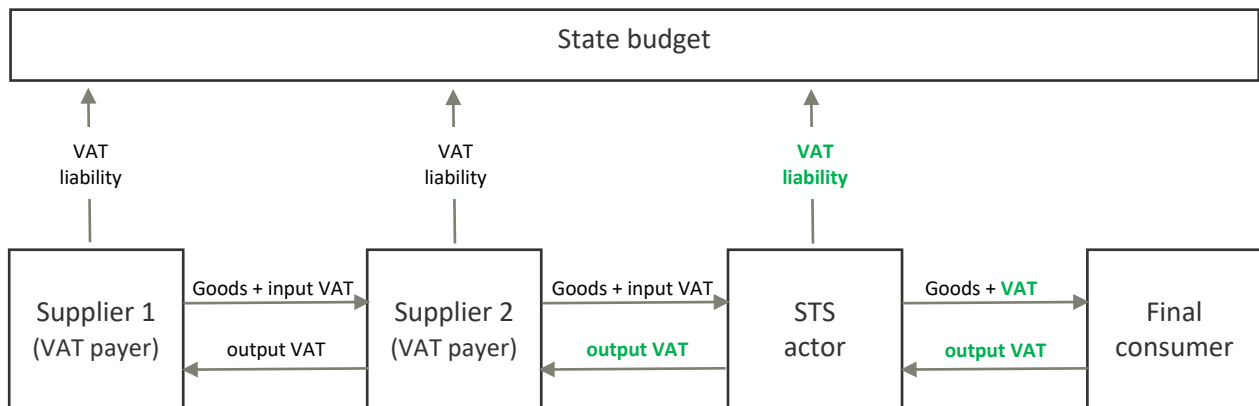 State budget
VAT
liability
VAT
liability
VAT
liability
Supplier 1
(VAT payer)
Goods + input VAT
output VAT
Supplier 2
(VAT payer)
Goods + input VAT
output VAT
STS
actor
Goods + VAT
output VAT
Final
consumer